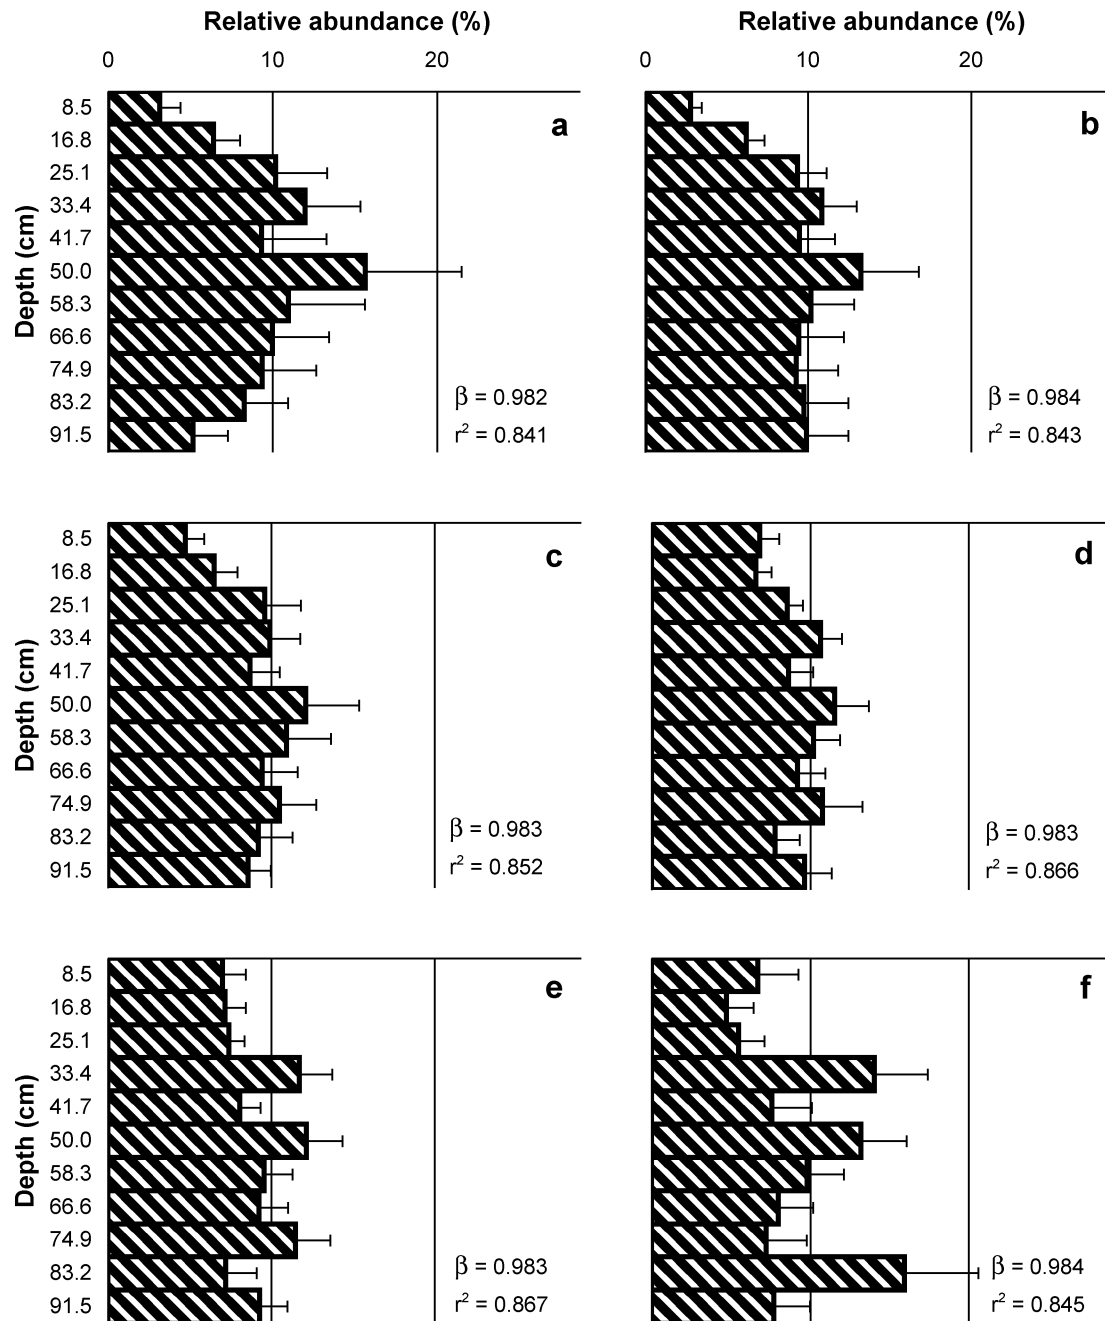 Relative abundance (%) Relative abundance (%)
0 10 20 0 10 20
Depth (cm)
8.5
16.8
25.1
33.4
41.7
50.0
58.3
66.6
74.9
83.2
91.5
a
β = 0.982
r² = 0.841
b
β = 0.984
r² = 0.843
Depth (cm)
8.5
16.8
25.1
33.4
41.7
50.0
58.3
66.6
74.9
83.2
91.5
c
β = 0.983
r² = 0.852
d
β = 0.983
r² = 0.866
Depth (cm)
8.5
16.8
25.1
33.4
41.7
50.0
58.3
66.6
74.9
83.2
91.5
e
β = 0.983
r² = 0.867
f
β = 0.984
r² = 0.845